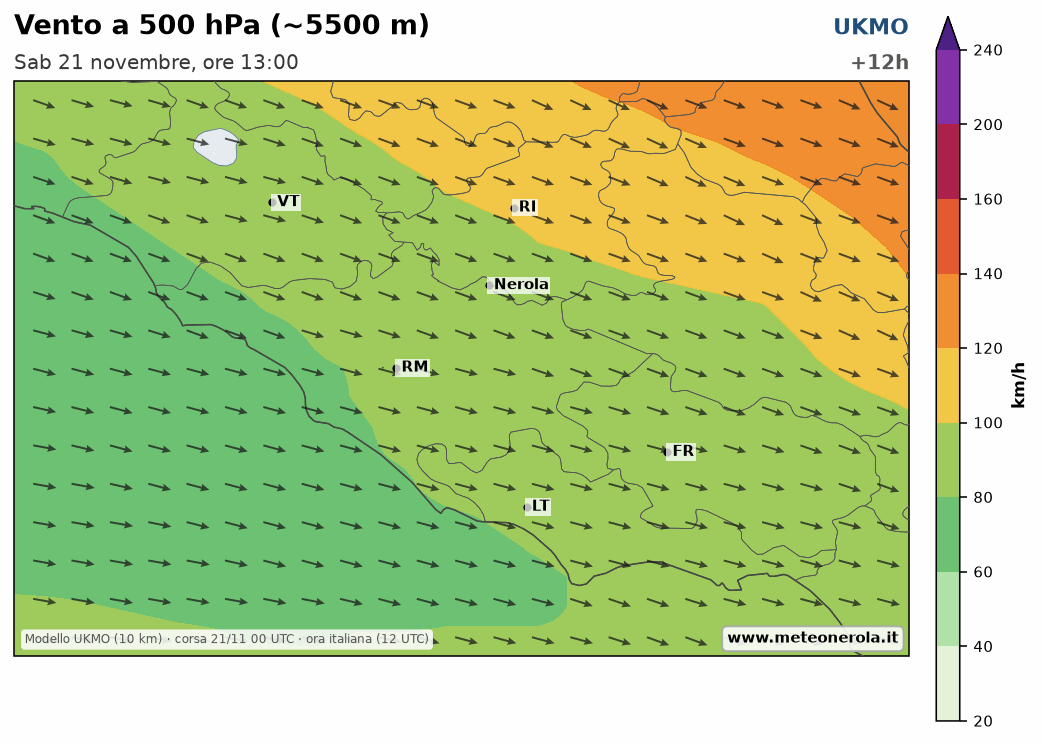 Vento a 500 hPa (~5500 m)
UKMO
Sab 21 novembre, ore 13:00
+12h
VT
RI
Nerola
RM
FR
LT
Modello UKMO (10 km) · corsa 21/11 00 UTC · ora italiana (12 UTC)
www.meteonerola.it
240
200
160
140
120
100
80
60
40
20
km/h